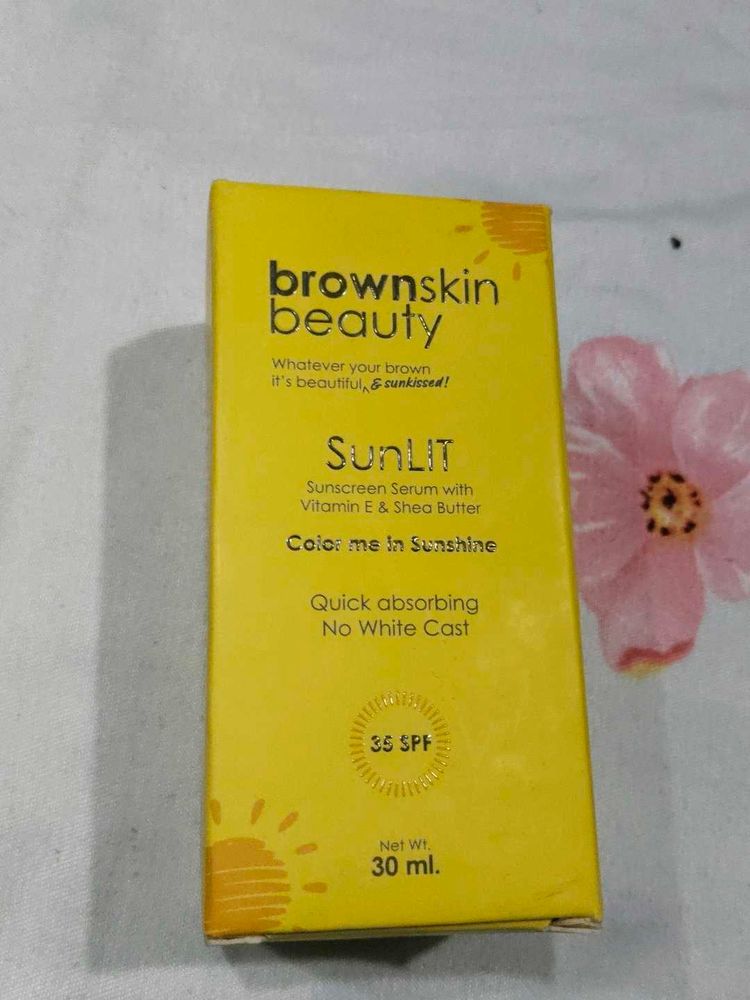 brownskin
beauty
Whatever your brown
it's beautiful‸& sunkissed!
SunLIT
Sunscreen Serum with
Vitamin E & Shea Butter
Color me in Sunshine
Quick absorbing
No White Cast
35 SPF
Net Wt.
30 ml.